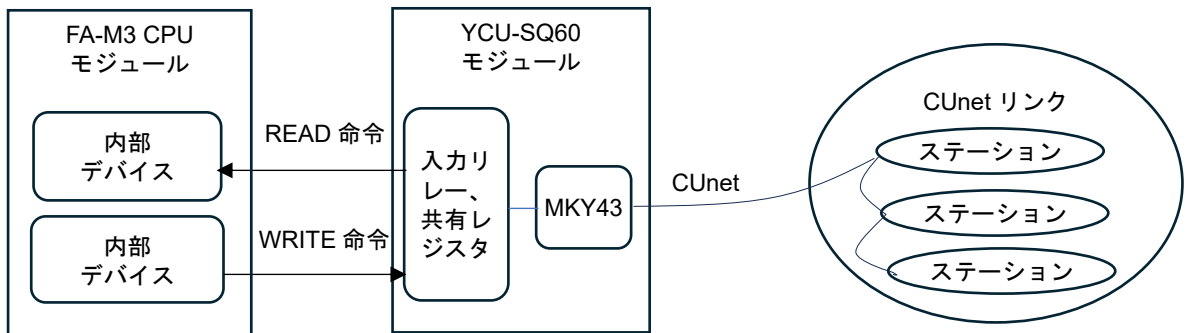 FA-M3 CPU
モジュール
内部
デバイス
内部
デバイス
READ 命令
WRITE 命令
YCU-SQ60
モジュール
入力リ
レー、
共有レ
ジスタ
MKY43
CUnet
CUnet リンク
ステーション
ステーション
ステーション